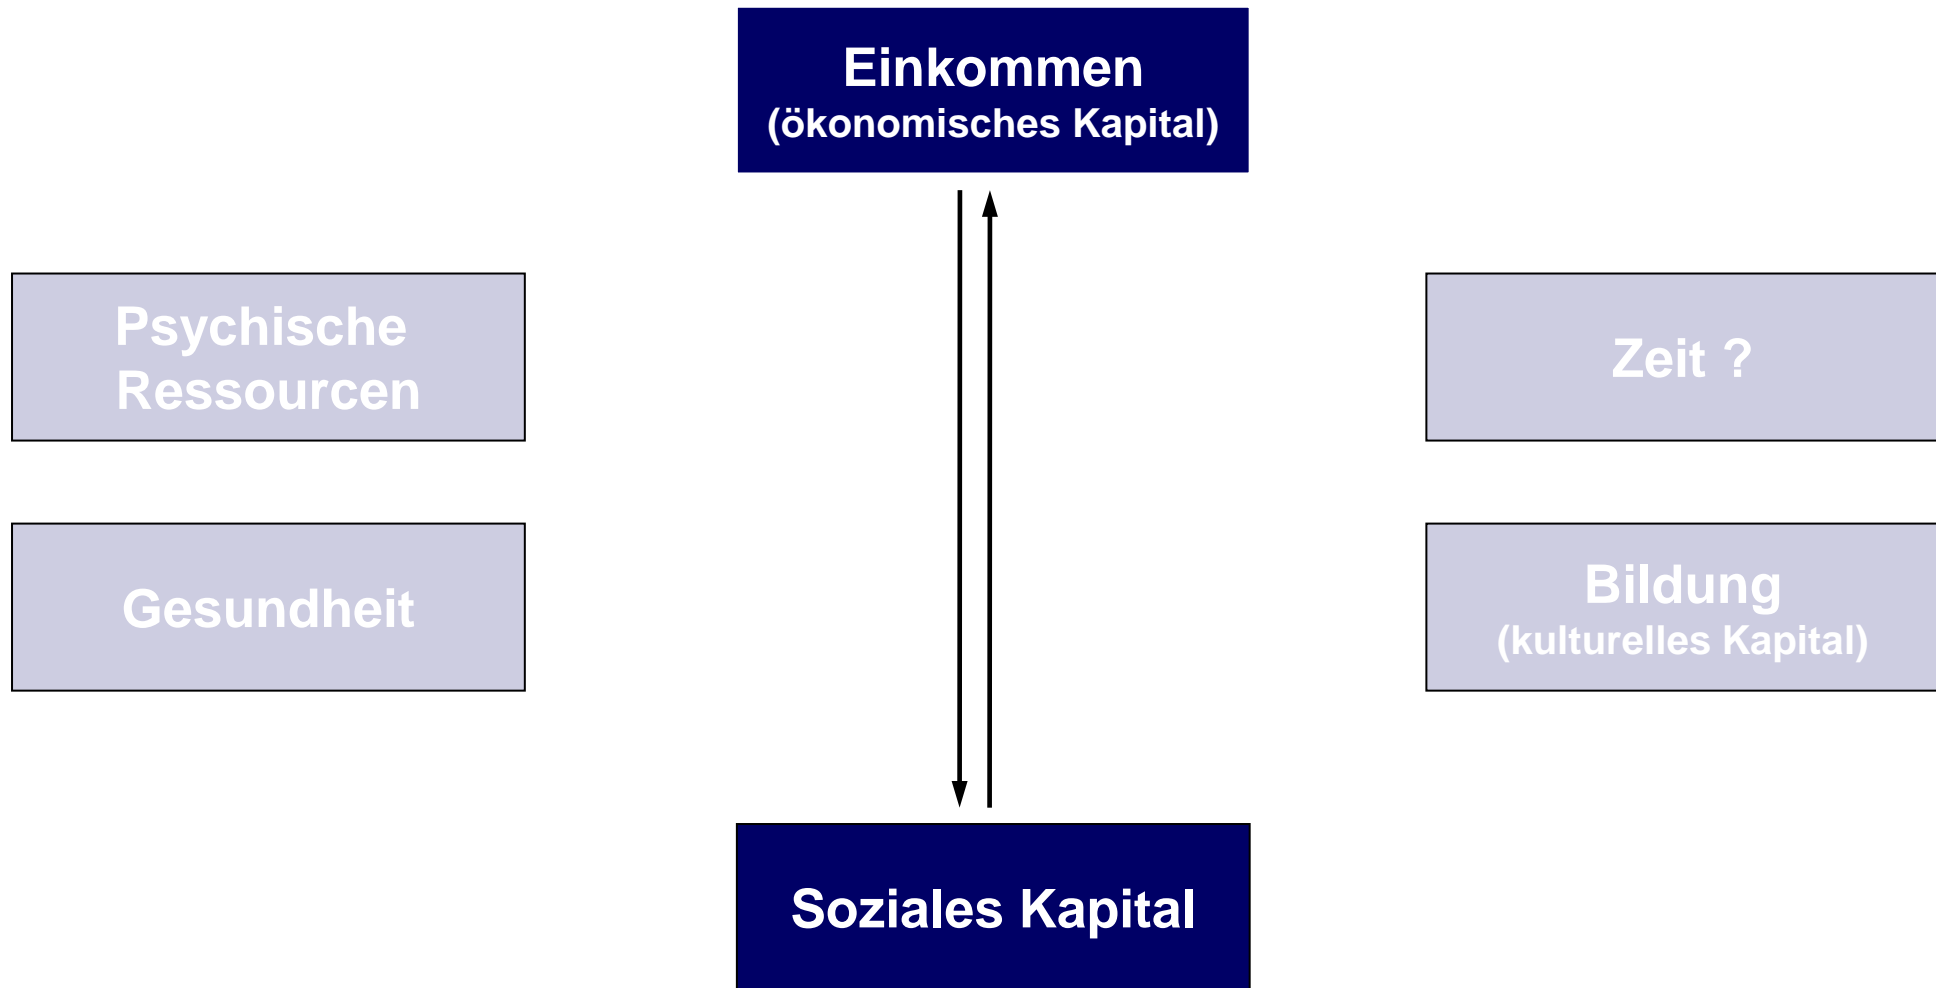 Einkommen
(ökonomisches Kapital)
Psychische
Ressourcen
Zeit ?
Gesundheit
Bildung
(kulturelles Kapital)
Soziales Kapital